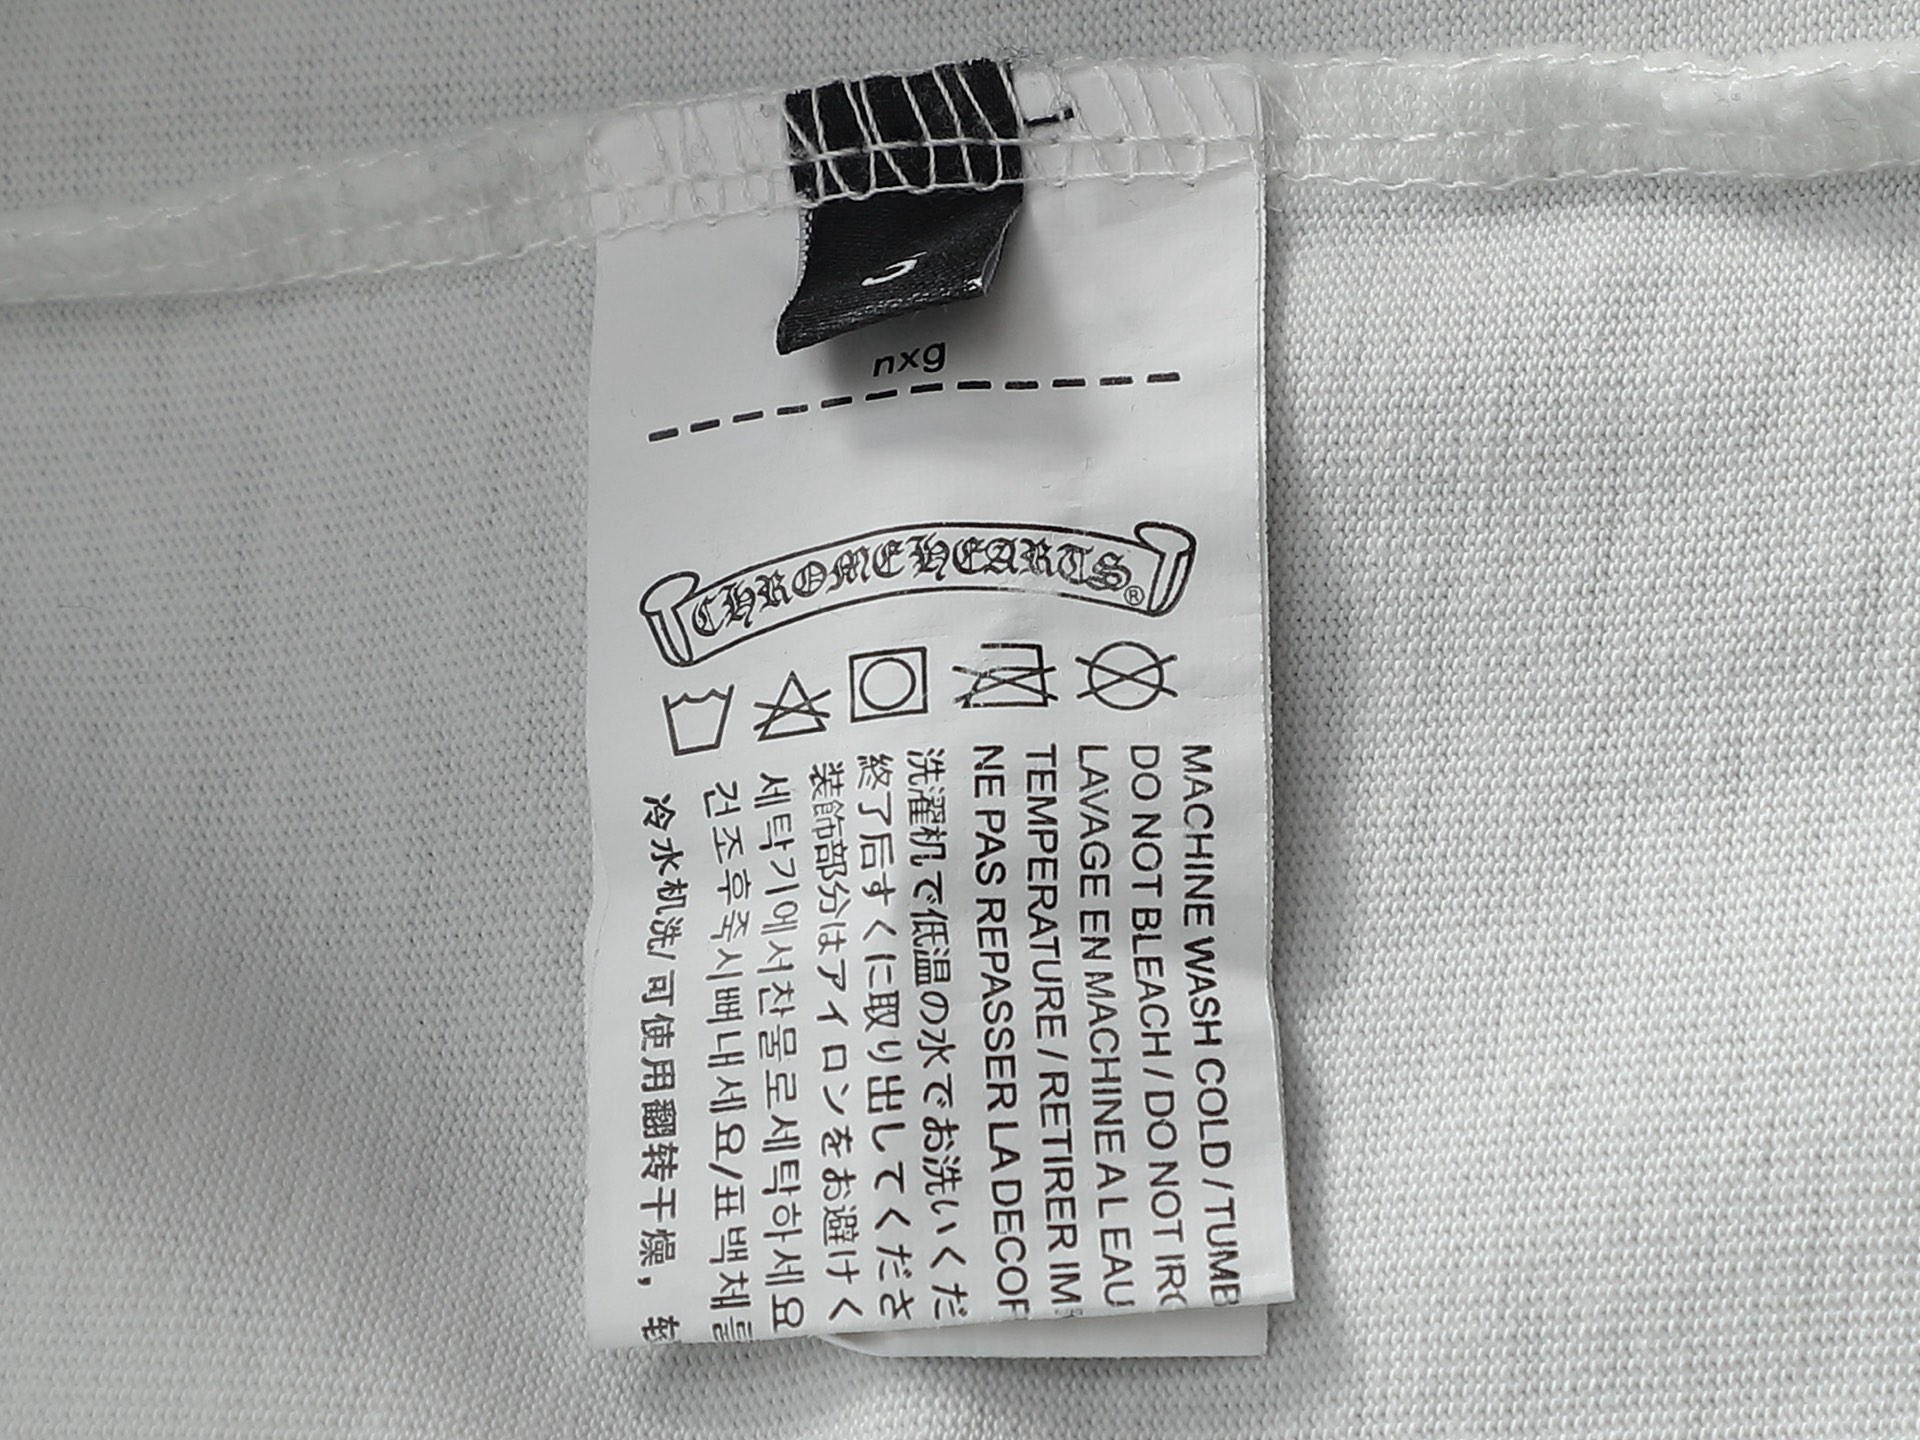 nxg
CHROME HEARTS®
MACHINE WASH COLD / TUMB
DO NOT BLEACH / DO NOT IRO
LAVAGE EN MACHINE A L EAU
TEMPERATURE / RETIRER IM
NE PAS REPASSER LA DECOR
洗濯机で低温の水でお洗いくだ
終了后すくに取り出してくださ
装飾部分はアイロンをお避けく
세탁기에서찬물로세탁하세요
건조후즉시빼내세요/표백제를
冷水机洗/可使用翻转干燥，轻